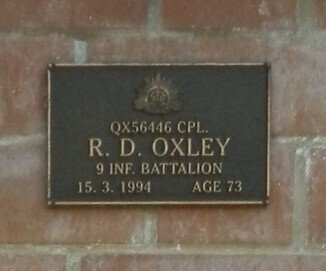 QX56446 CPL.
R. D. OXLEY
9 INF. BATTALION
15. 3. 1994 AGE 73